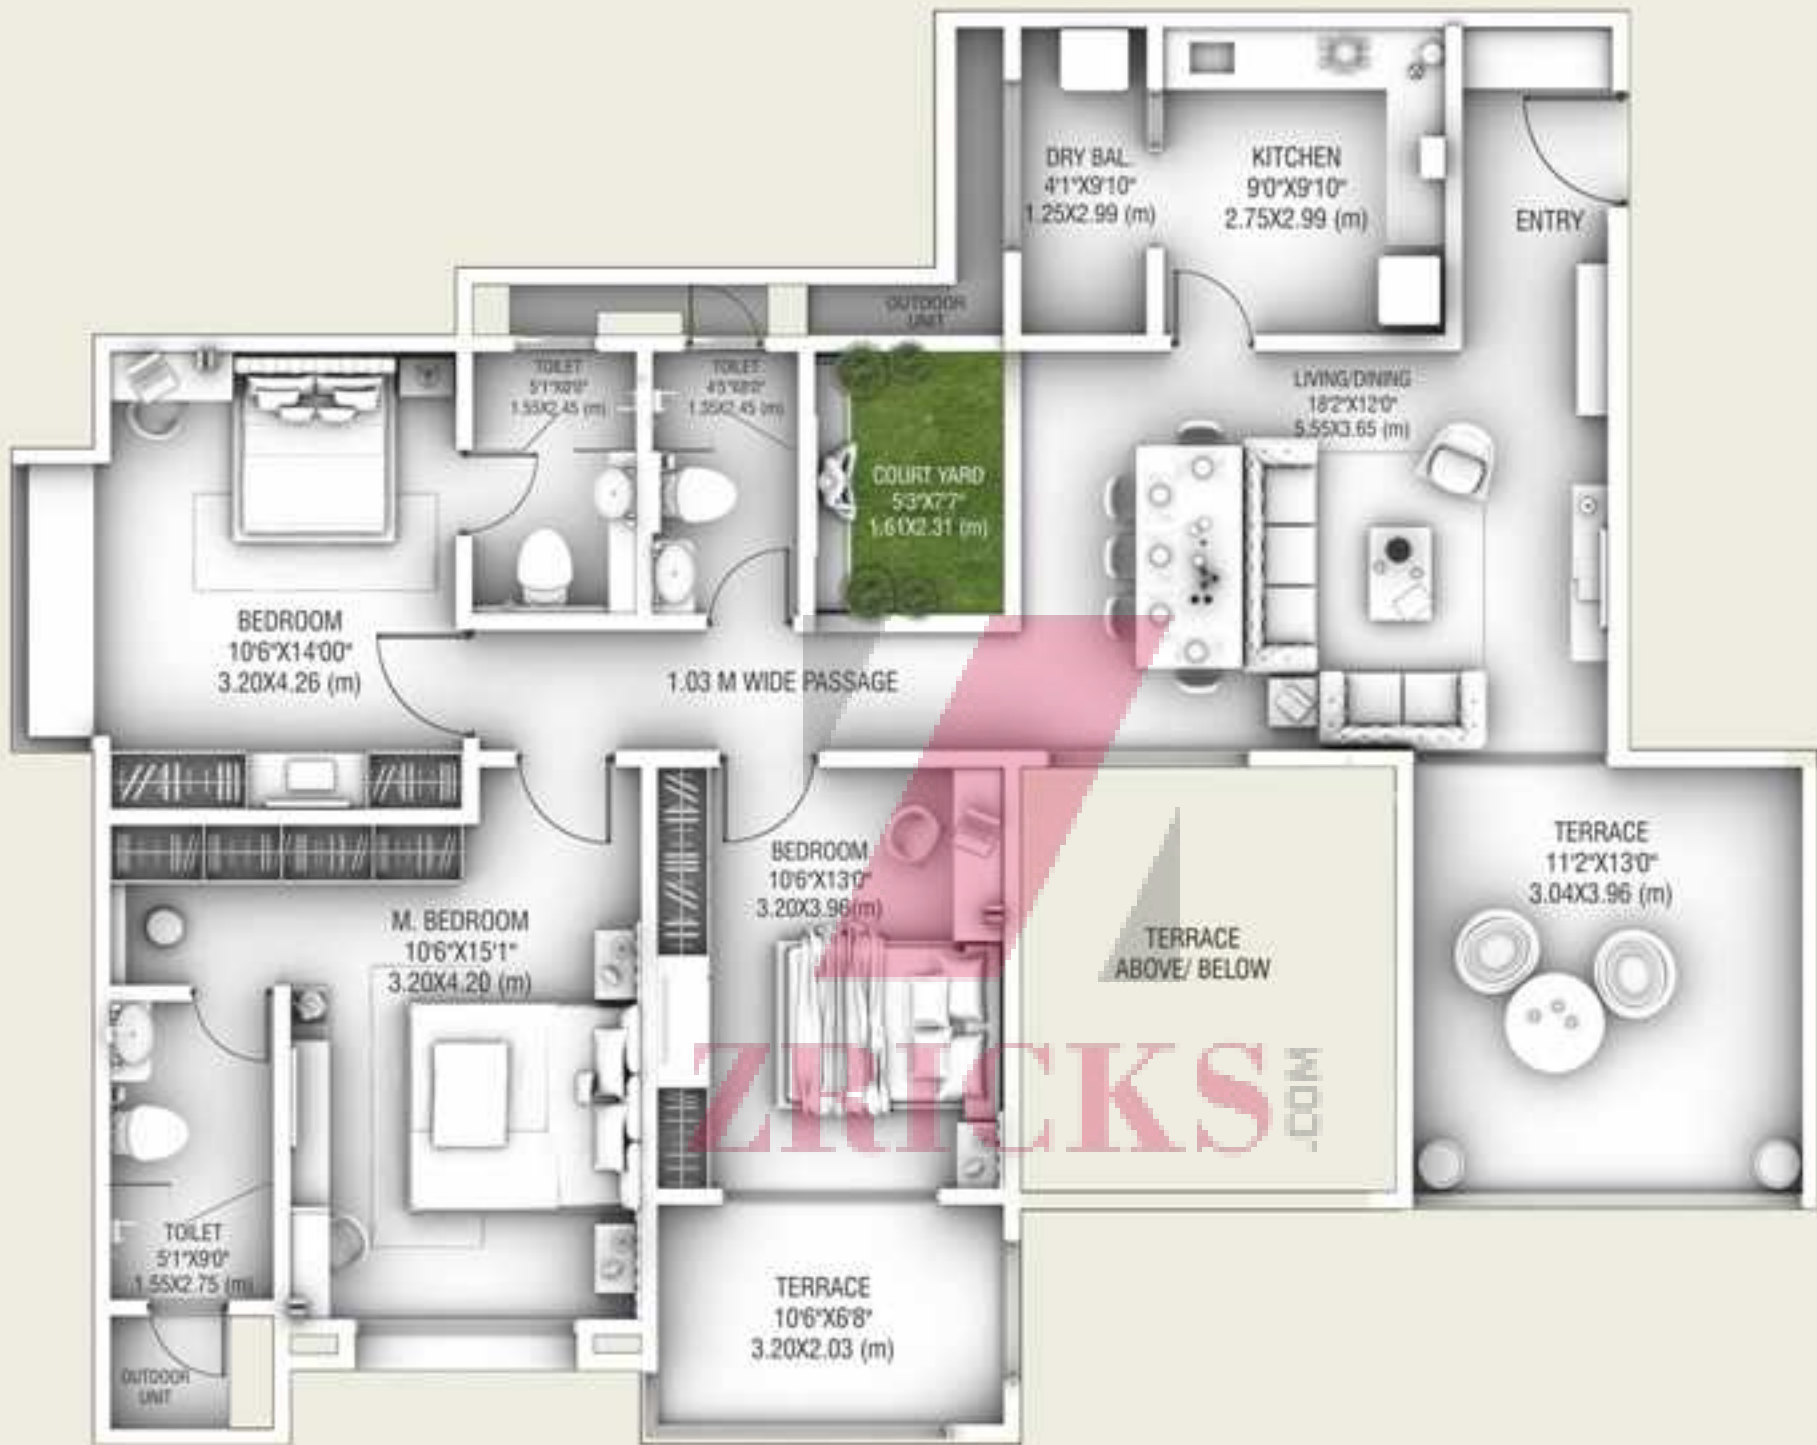 DRY BAL.
4'1"X9'10"
1.25X2.99 (m)
KITCHEN
9'0"X9'10"
2.75X2.99 (m)
ENTRY
OUTDOOR
UNIT
TOILET
5'1"X8'0"
1.55X2.45 (m)
TOILET
4'5"X8'0"
1.35X2.45 (m)
LIVING/DINING
18'2"X12'0"
5.55X3.65 (m)
COURT YARD
5'3"X7'7"
1.61X2.31 (m)
BEDROOM
10'6"X14'00"
3.20X4.26 (m)
1.03 M WIDE PASSAGE
BEDROOM
10'6"X13'0"
3.20X3.96(m)
TERRACE
11'2"X13'0"
3.04X3.96 (m)
M. BEDROOM
10'6"X15'1"
3.20X4.20 (m)
TERRACE
ABOVE/ BELOW
ZRICKS
.COM
TOILET
5'1"X9'0"
1.55X2.75 (m)
TERRACE
10'6"X6'8"
3.20X2.03 (m)
OUTDOOR
UNIT